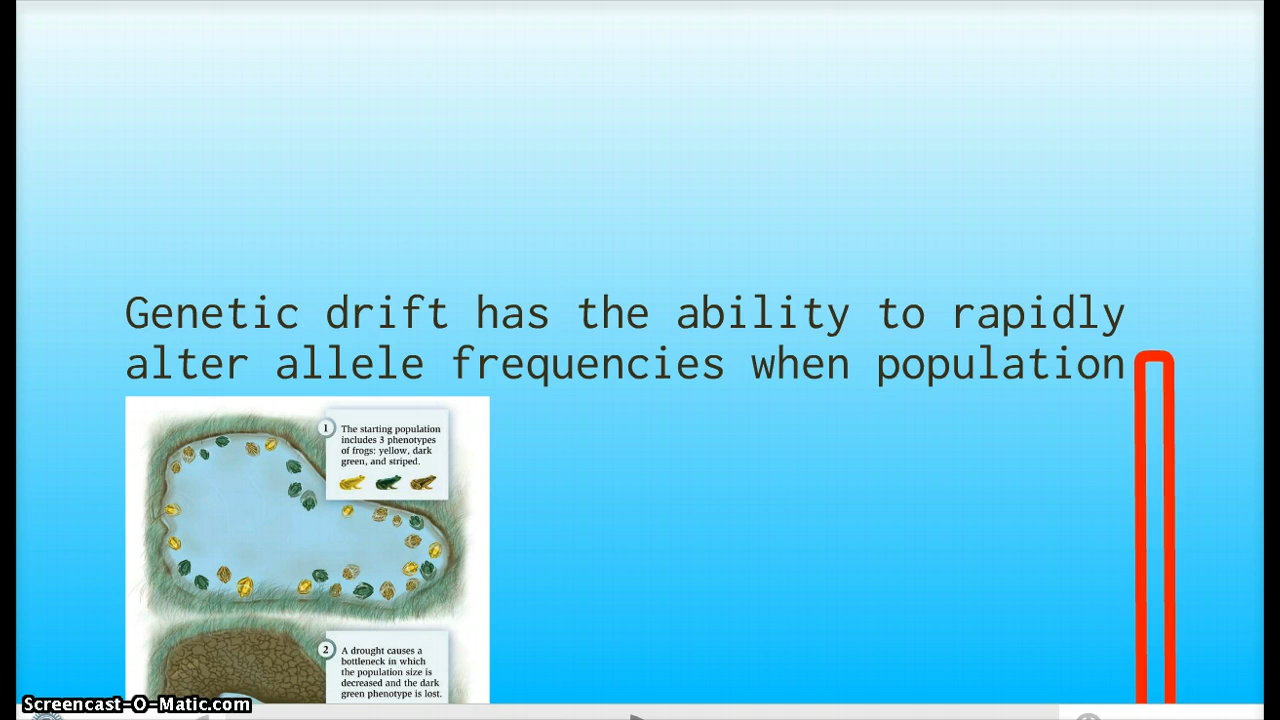 Genetic drift has the ability to rapidly
alter allele frequencies when population
1
The starting population
includes 3 phenotypes
of frogs: yellow, dark
green, and striped.
2
A drought causes a
bottleneck in which
the population size is
decreased and the dark
green phenotype is lost.
Screencast-O-Matic.com